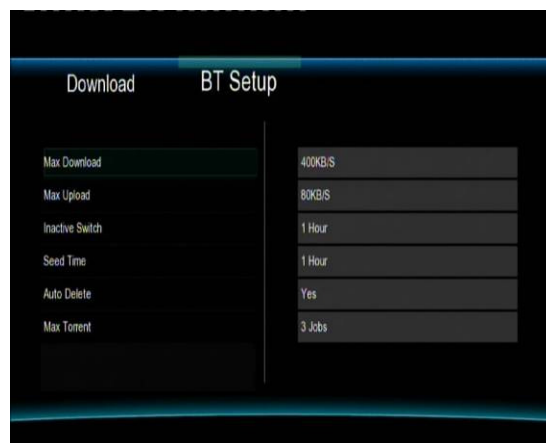 Download BT Setup
Max Download 400KB/S
Max Upload 80KB/S
Inactive Switch 1 Hour
Seed Time 1 Hour
Auto Delete Yes
Max Torrent 3 Jobs